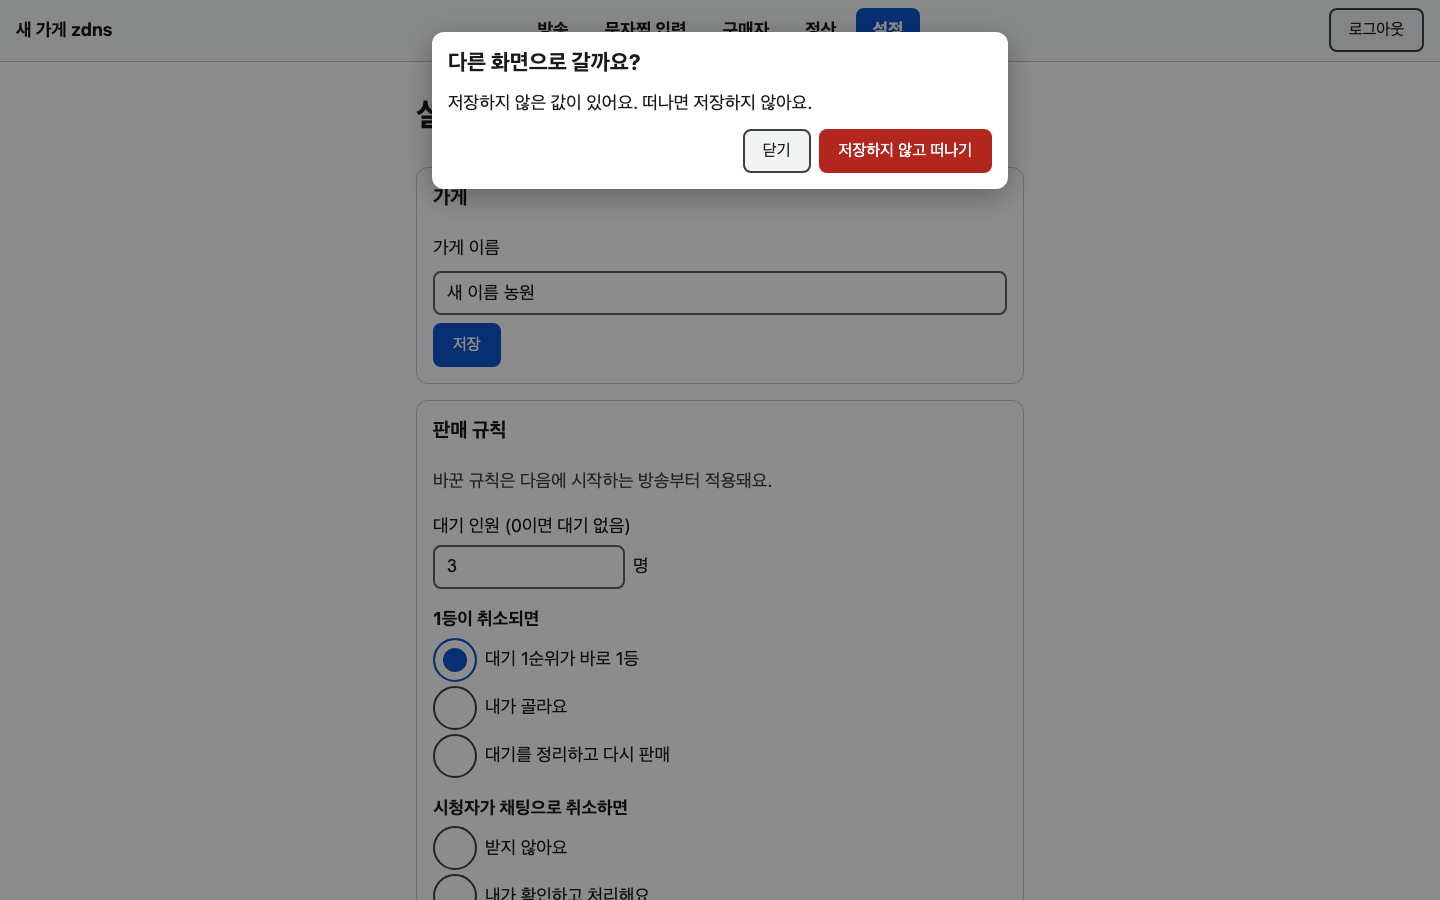 새 가게 zdns
방송
문자찜 입력
구매자
정산
설정
로그아웃
다른 화면으로 갈까요?
저장하지 않은 값이 있어요. 떠나면 저장하지 않아요.
닫기
저장하지 않고 떠나기
가게
가게 이름
새 이름 농원
저장
판매 규칙
바꾼 규칙은 다음에 시작하는 방송부터 적용돼요.
대기 인원 (0이면 대기 없음)
3 명
1등이 취소되면
대기 1순위가 바로 1등
내가 골라요
대기를 정리하고 다시 판매
시청자가 채팅으로 취소하면
받지 않아요
내가 확인하고 처리해요